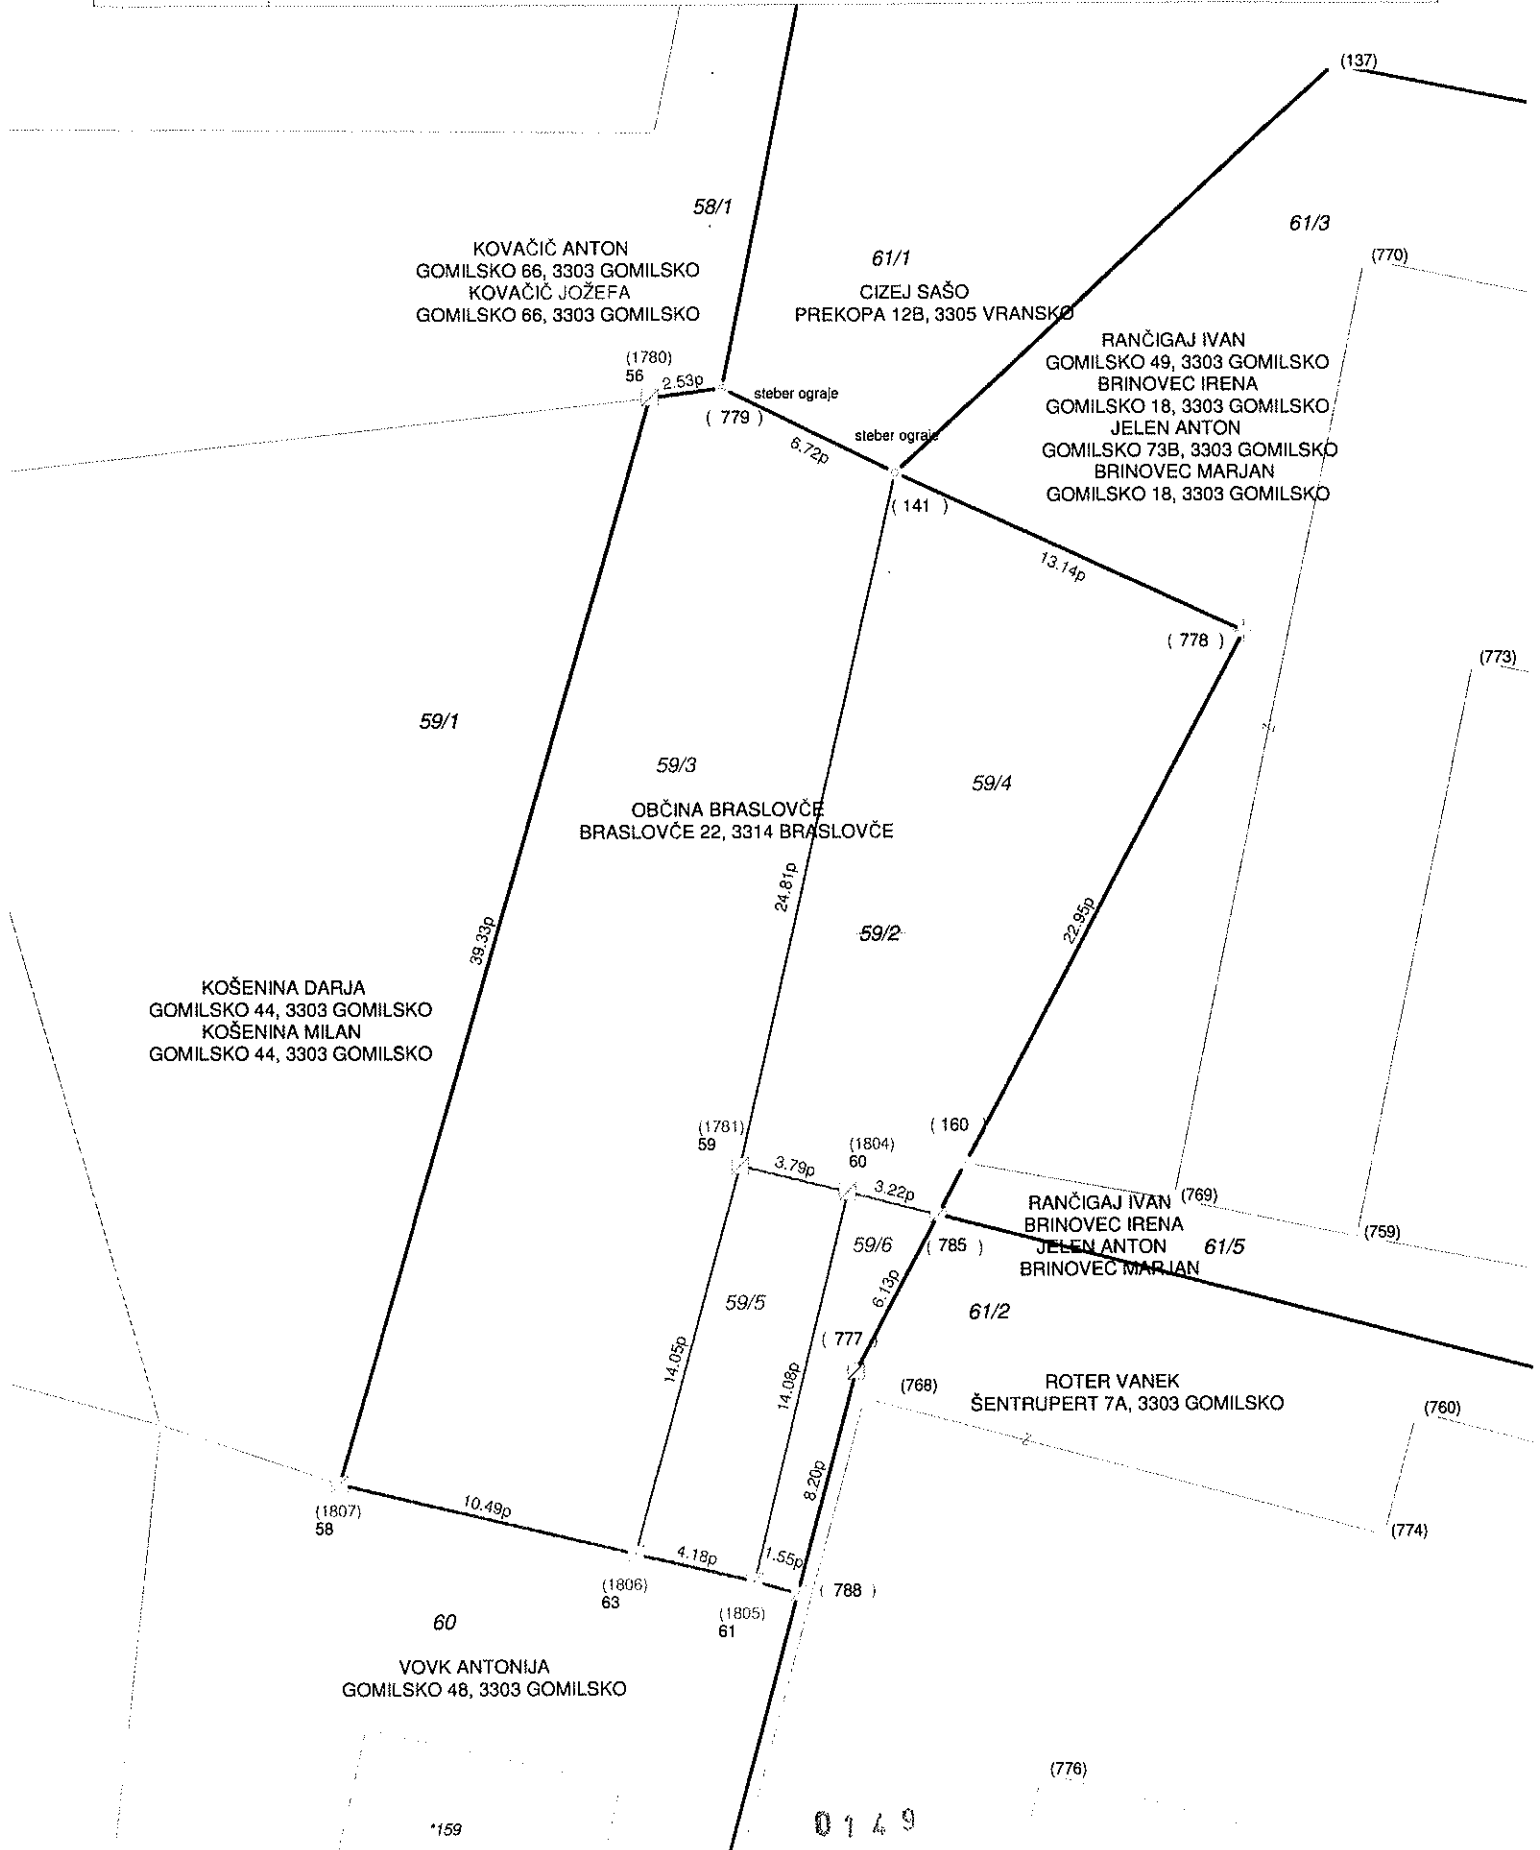 (137)
58/1
61/3
KOVAČIČ ANTON
GOMILSKO 66, 3303 GOMILSKO
KOVAČIČ JOŽEFA
GOMILSKO 66, 3303 GOMILSKO
61/1
CIZEJ SAŠO
PREKOPA 12B, 3305 VRANSKO
(770)
RANČIGAJ IVAN
GOMILSKO 49, 3303 GOMILSKO
BRINOVEC IRENA
GOMILSKO 18, 3303 GOMILSKO
JELEN ANTON
GOMILSKO 73B, 3303 GOMILSKO
BRINOVEC MARJAN
GOMILSKO 18, 3303 GOMILSKO
(1780)
56
2.53p
steber ograje
( 779 )
steber ograje
6.72p
( 141 )
13.14p
( 778 )
(773)
59/1
59/3
59/4
OBČINA BRASLOVČE
BRASLOVČE 22, 3314 BRASLOVČE
24.81p
59/2
22.95p
39.33p
KOŠENINA DARJA
GOMILSKO 44, 3303 GOMILSKO
KOŠENINA MILAN
GOMILSKO 44, 3303 GOMILSKO
(1781)
59
( 160 )
(1804)
60
3.79p
3.22p
(769)
RANČIGAJ IVAN
BRINOVEC IRENA
JELEN ANTON
BRINOVEC MARJAN
61/5
(759)
59/6
( 785 )
6.13p
59/5
61/2
( 777 )
14.05p
14.08p
(768)
ROTER VANEK
ŠENTRUPERT 7A, 3303 GOMILSKO
(760)
8.20p
(774)
(1807)
58
10.49p
4.18p
1.55p
(1806)
63
( 788 )
(1805)
61
60
VOVK ANTONIJA
GOMILSKO 48, 3303 GOMILSKO
(776)
*159
0149